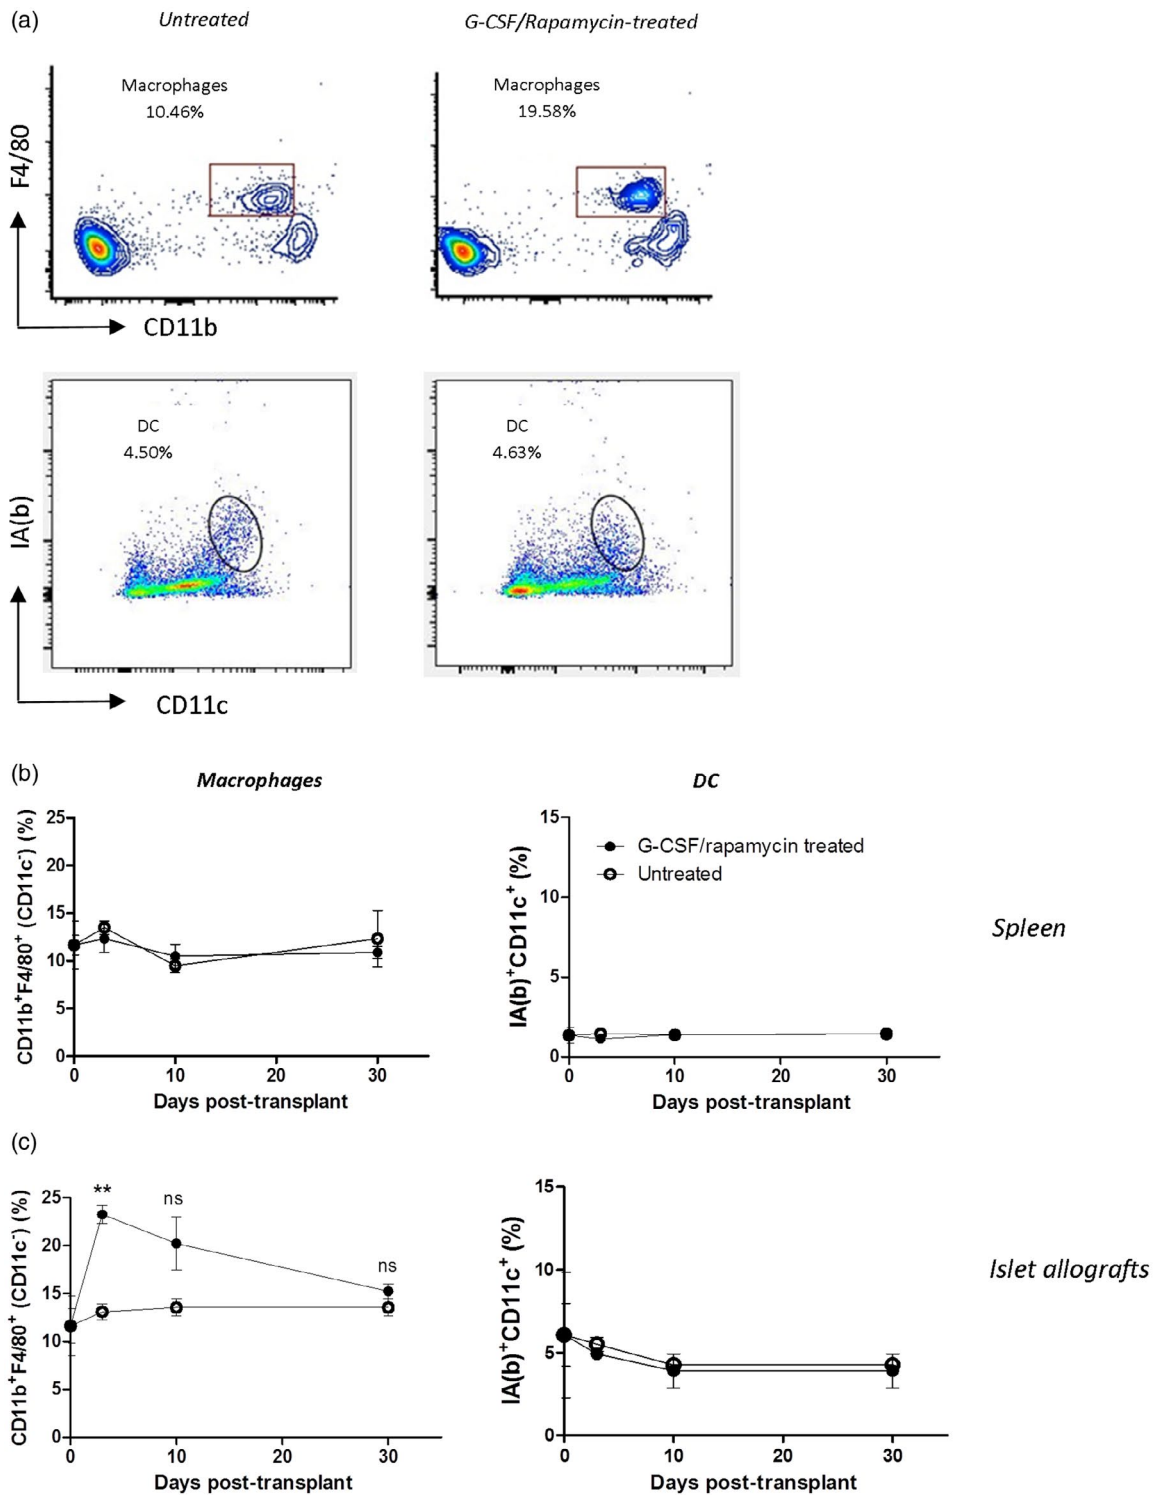 (a)
Untreated
G-CSF/Rapamycin-treated
Macrophages
10.46%
Macrophages
19.58%
F4/80
CD11b
DC
4.50%
DC
4.63%
IA(b)
CD11c
(b)
Macrophages
DC
CD11b⁺F4/80⁺ (CD11c⁻) (%)
25
20
15
10
5
0
0
10
20
30
Days post-transplant
IA(b)⁺CD11c⁺ (%)
15
10
5
0
G-CSF/rapamycin treated
Untreated
0
10
20
30
Days post-transplant
Spleen
(c)
CD11b⁺F4/80⁺ (CD11c⁻) (%)
25
20
15
10
5
0
**
ns
ns
0
10
20
30
Days post-transplant
IA(b)⁺CD11c⁺ (%)
15
10
5
0
0
10
20
30
Days post-transplant
Islet allografts